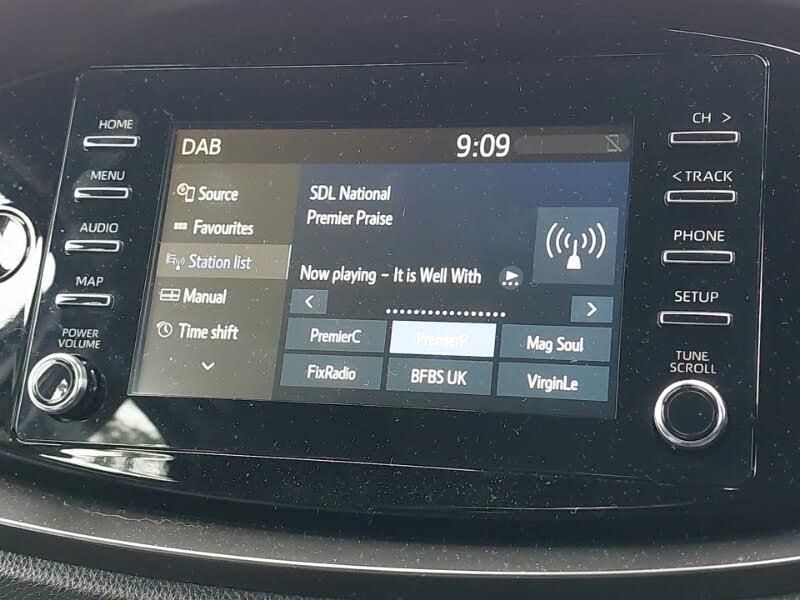 HOME
MENU
AUDIO
MAP
POWER
VOLUME
DAB 9:09
Source
Favourites
Station list
Manual
Time shift
SDL National
Premier Praise
Now playing - It is Well With
< >
PremierC PremierP Mag Soul
FixRadio BFBS UK VirginLe
CH >
< TRACK
PHONE
SETUP
TUNE
SCROLL